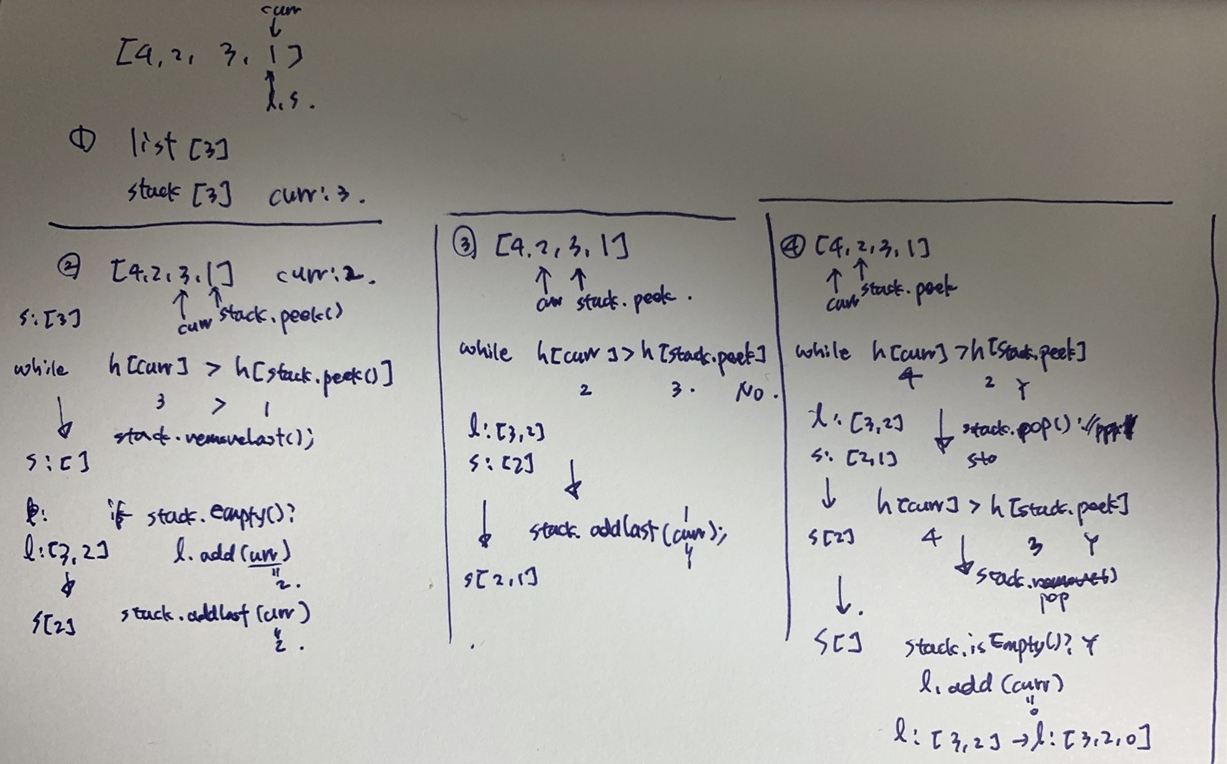 curr
↓
[4, 2, 3, 1]
↑
l, s.
① list [3]
stack [3] curr: 3.
② [4, 2, 3, 1] curr: 2.
↑ ↑
curr stack.peek()
s: [3]
while h[curr] > h[stack.peek()]
3 > 1
↓ stack.removeLast();
s: []
if stack.empty()?
l: [3, 2] l.add(curr)
"
2.
↓
s[2] stack.addlast(curr)
"
2.
③ [4, 2, 3, 1]
↑ ↑
curr stack.peek.
while h[curr] > h[stack.peek]
2 3. No.
l: [3, 2]
s: [2] ↓
↓ stack.addlast(curr);
1
s[2, 1]
④ [4, 2, 3, 1]
↑ ↑
curr stack.peek
while h[curr] > h[stack.peek]
4 2 Y
l: [3, 2] ↓ stack.pop()
s: [2, 1] sto
↓ h[curr] > h[stack.peek]
s[2] 4 3 Y
↓ stack.
pop
↓.
s[] stack.isEmpty()? Y
l.add(curr)
"
0
l: [3, 2] → l: [3, 2, 0]